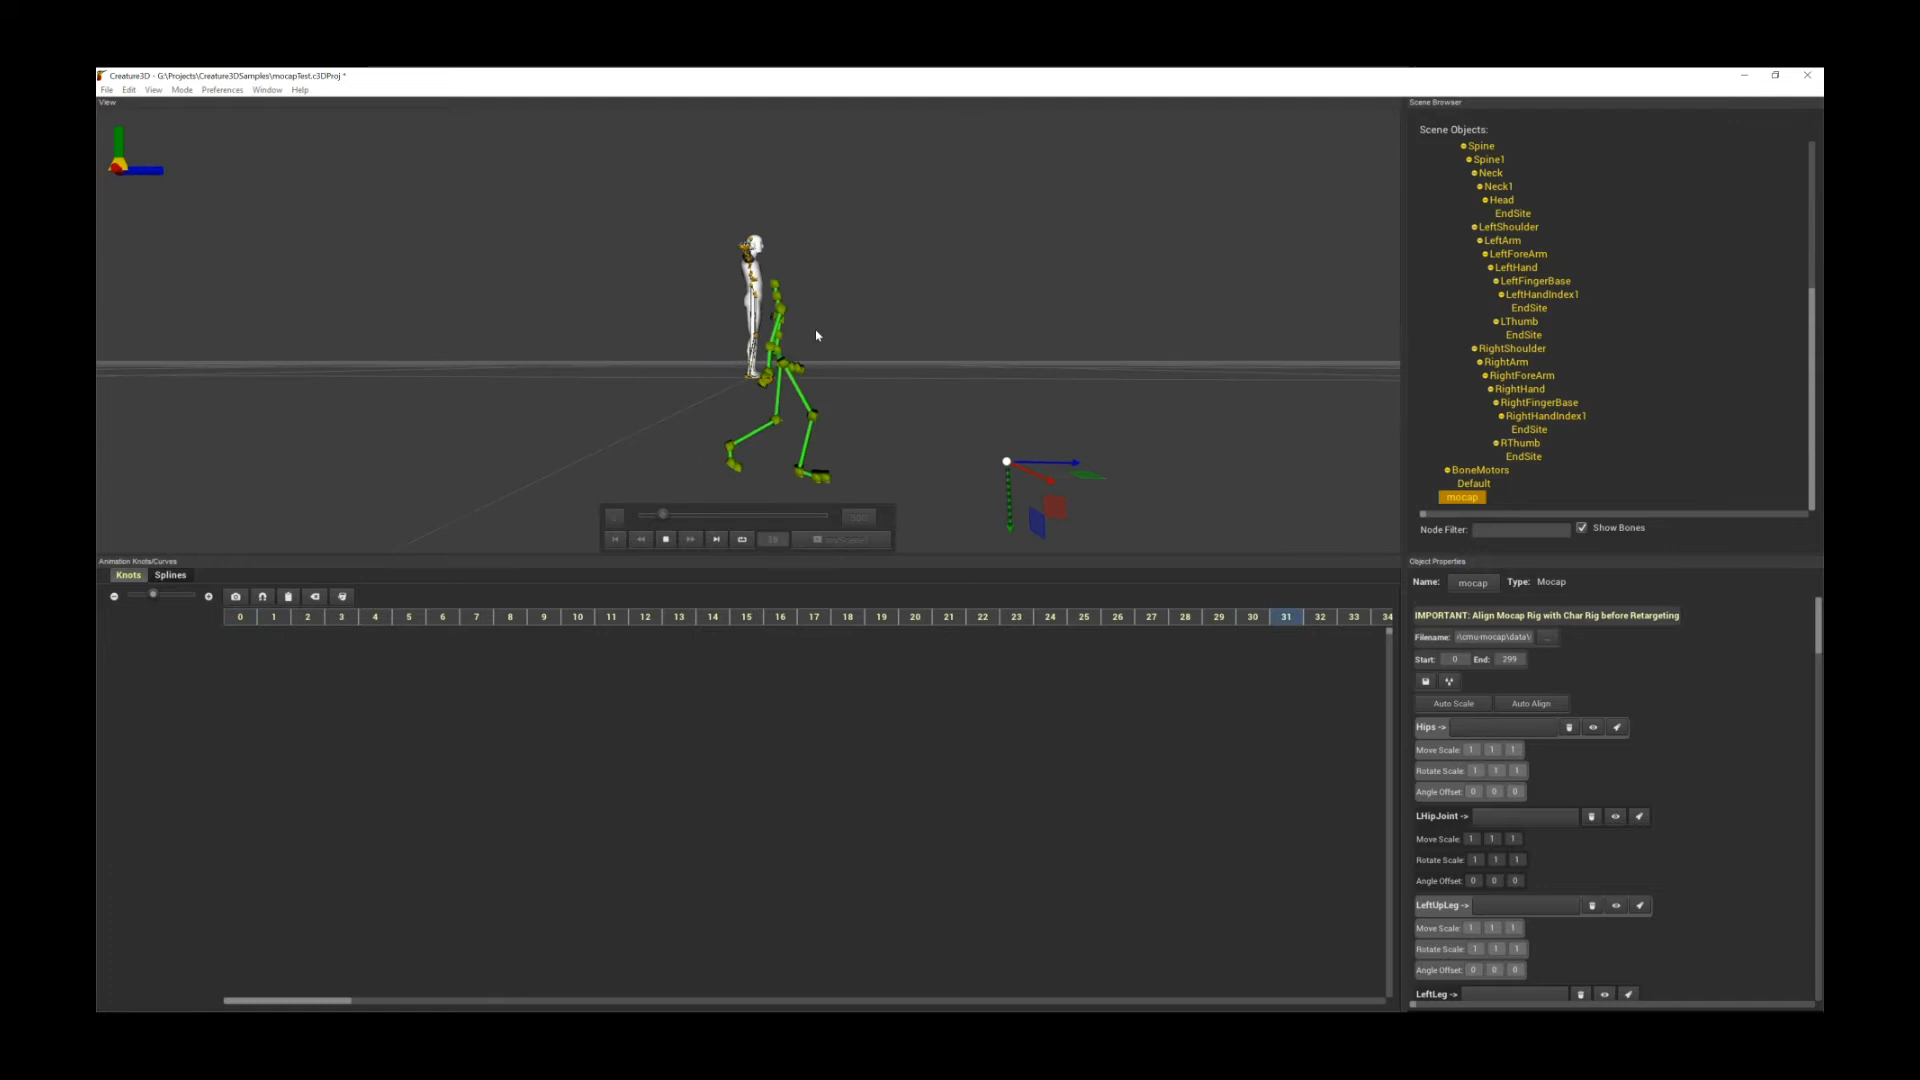 Creature3D - G:\Projects\Creature3DSamples\mocapTest.c3DProj *
File Edit View Mode Preferences Window Help
View
Scene Browser
Scene Objects:
Spine
Spine1
Neck
Neck1
Head
EndSite
LeftShoulder
LeftArm
LeftForeArm
LeftHand
LeftFingerBase
LeftHandIndex1
EndSite
LThumb
EndSite
RightShoulder
RightArm
RightForeArm
RightHand
RightFingerBase
RightHandIndex1
EndSite
RThumb
EndSite
BoneMotors
Default
mocap
Node Filter: Show Bones
Animation Knots/Curves
Knots Splines
0 1 2 3 4 5 6 7 8 9 10 11 12 13 14 15 16 17 18 19 20 21 22 23 24 25 26 27 28 29 30 31 32 33 34
Object Properties
Name: mocap Type: Mocap
IMPORTANT: Align Mocap Rig with Char Rig before Retargeting
Filename: \cmu-mocap\data\ ...
Start: 0 End: 299
Auto Scale Auto Align
Hips ->
Move Scale: 1 1 1
Rotate Scale: 1 1 1
Angle Offset: 0 0 0
LHipJoint ->
Move Scale: 1 1 1
Rotate Scale: 1 1 1
Angle Offset: 0 0 0
LeftUpLeg ->
Move Scale: 1 1 1
Rotate Scale: 1 1 1
Angle Offset: 0 0 0
LeftLeg ->